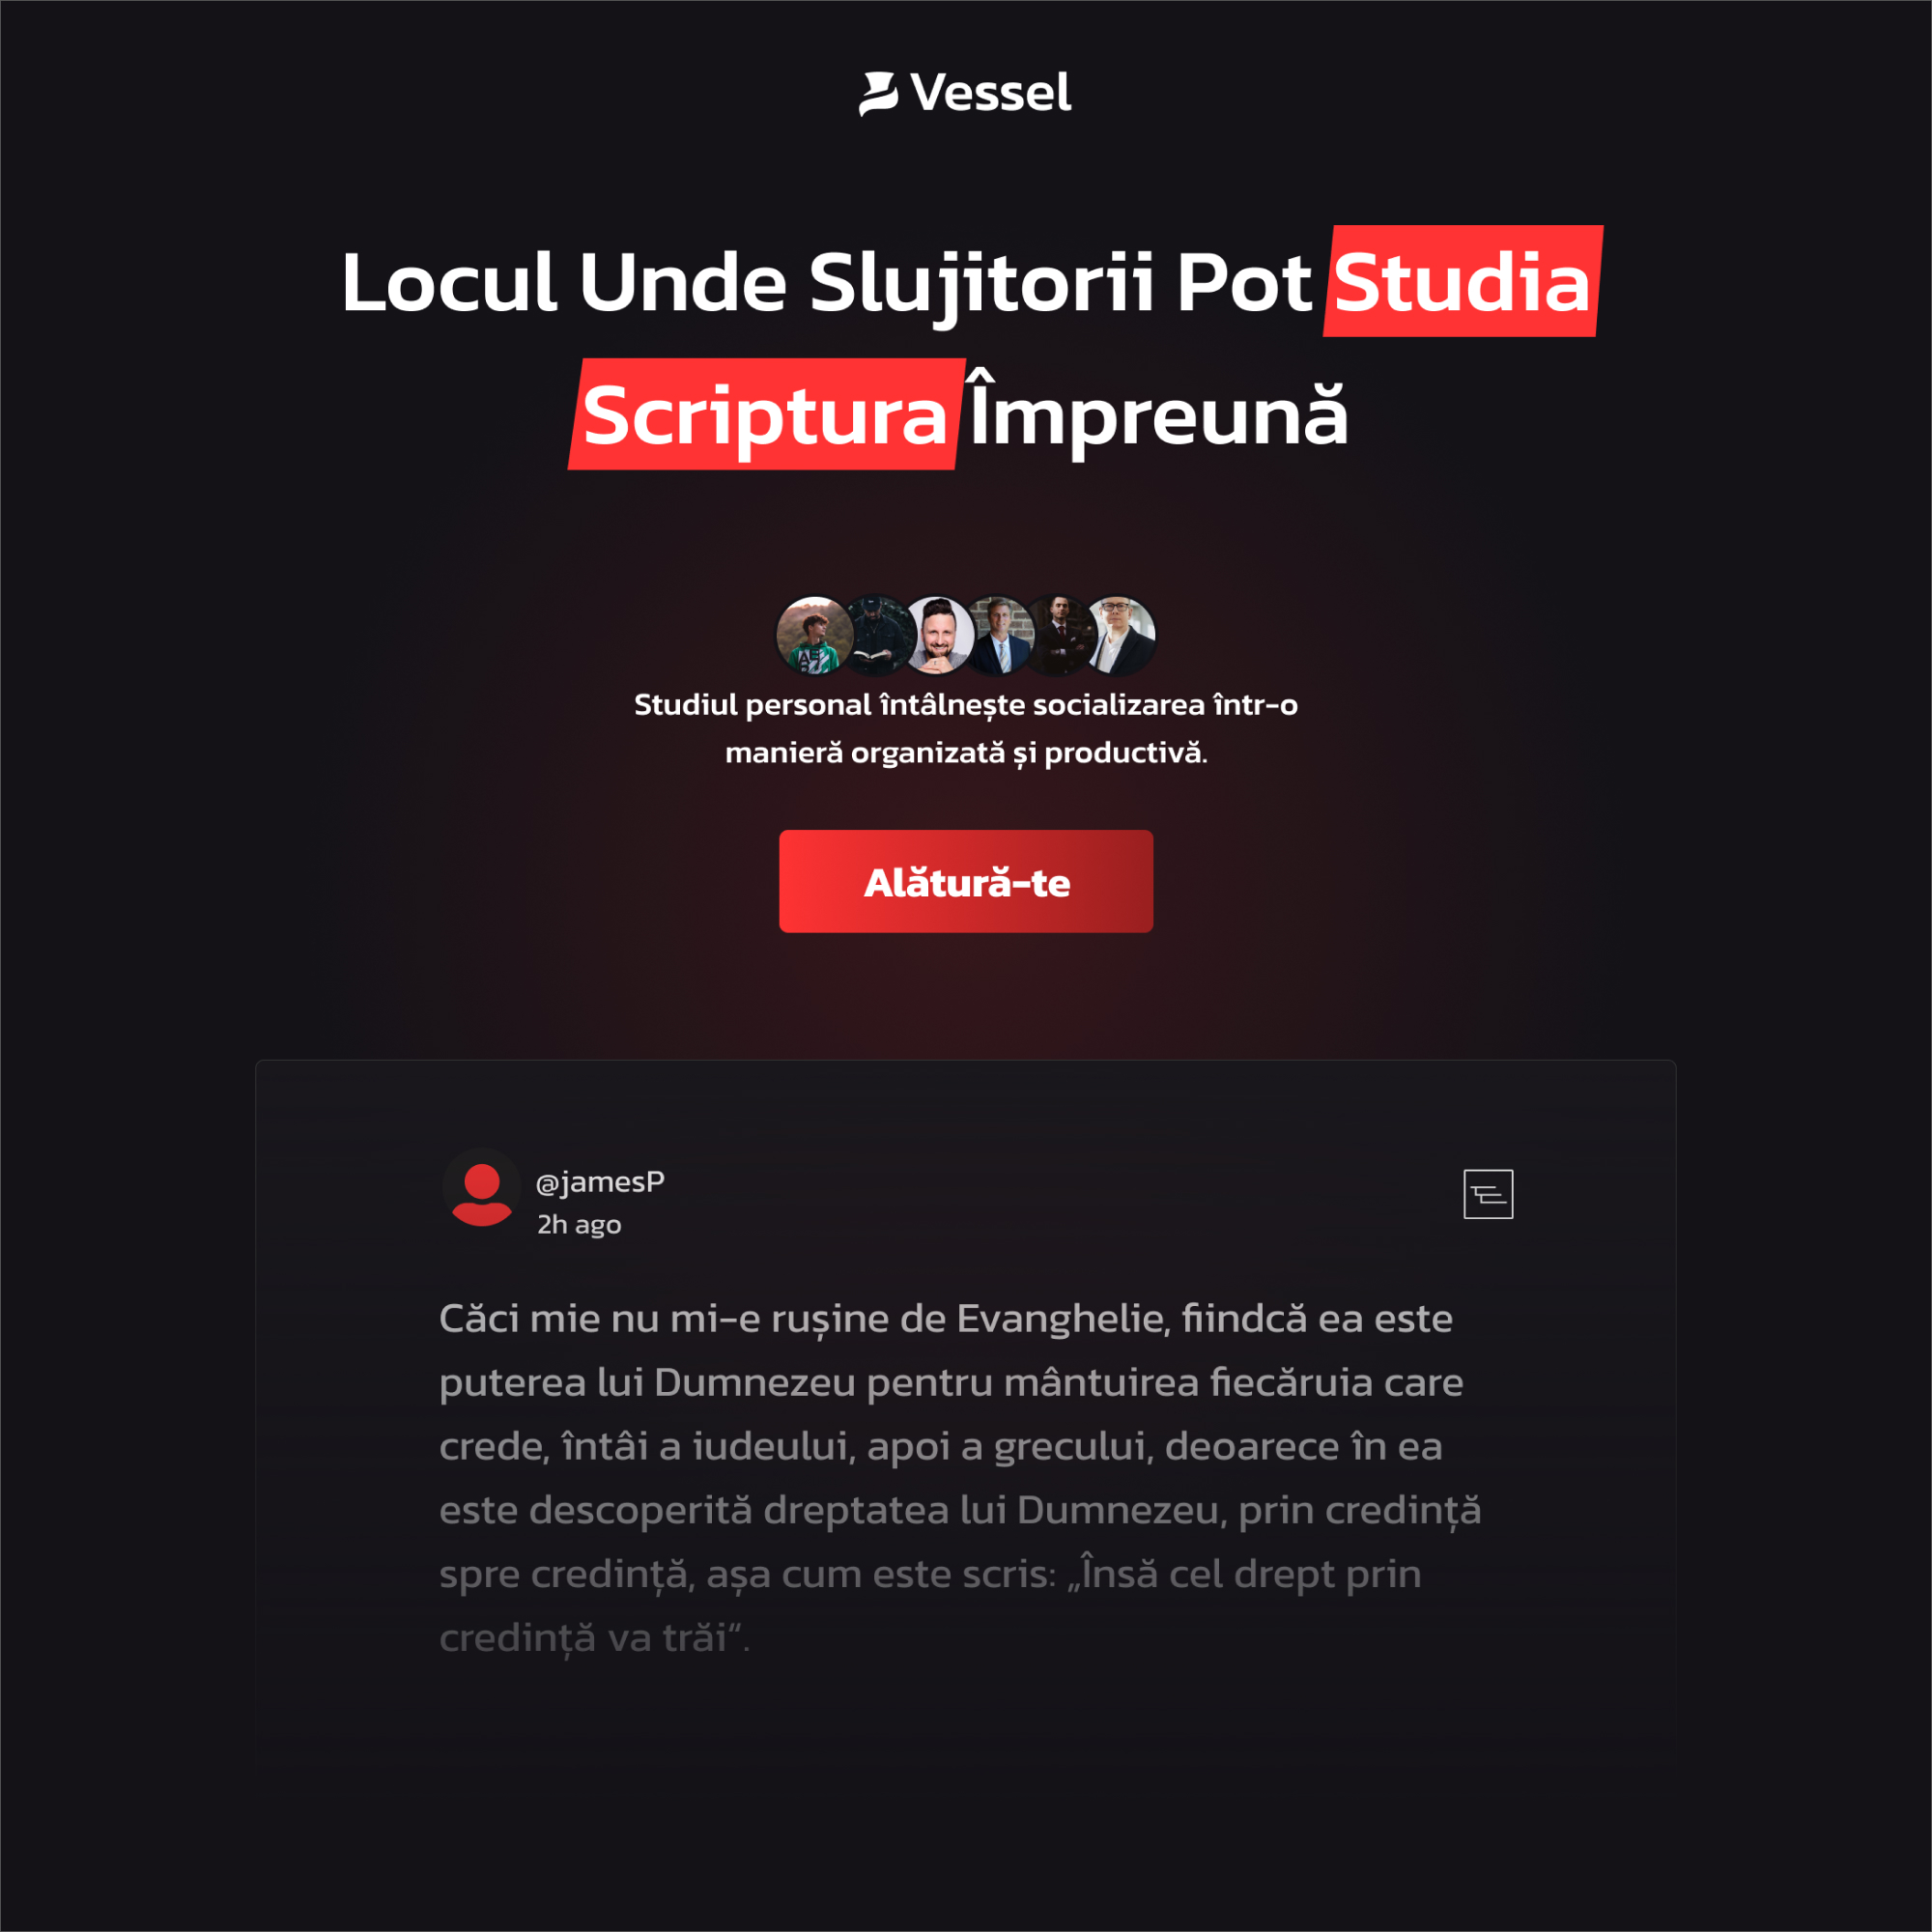 Vessel
Locul Unde Slujitorii Pot Studia
Scriptura Împreună
Studiul personal întâlnește socializarea într-o
manieră organizată și productivă.
Alătură-te
@jamesP
2h ago
Căci mie nu mi-e rușine de Evanghelie, fiindcă ea este
puterea lui Dumnezeu pentru mântuirea fiecăruia care
crede, întâi a iudeului, apoi a grecului, deoarece în ea
este descoperită dreptatea lui Dumnezeu, prin credință
spre credință, așa cum este scris: „Însă cel drept prin
credință va trăi“.